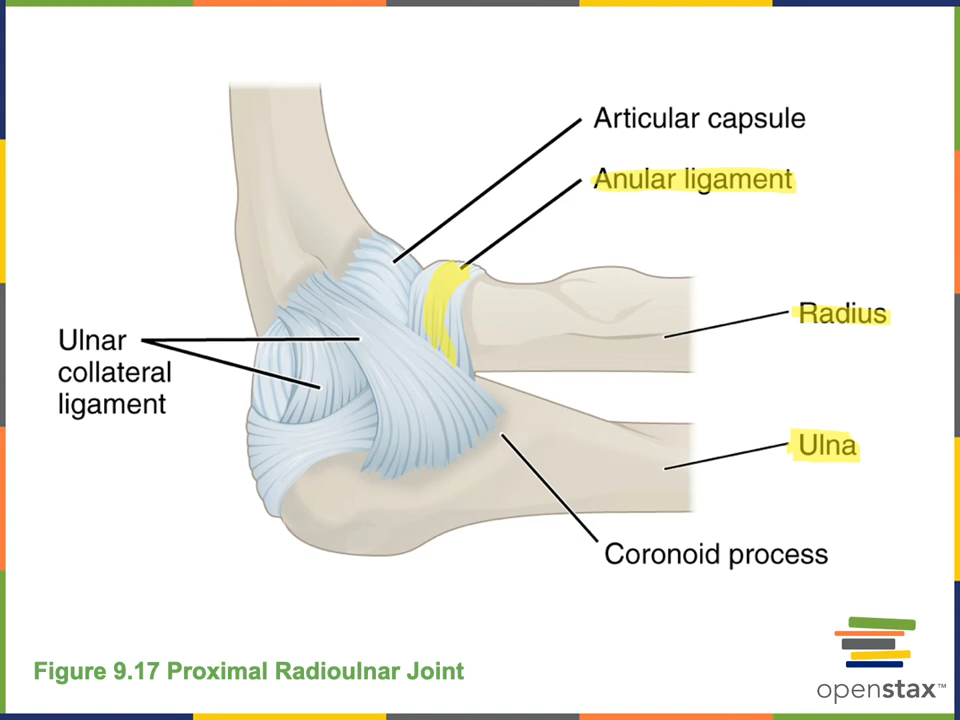 Articular capsule
Anular ligament
Radius
Ulnar
collateral
ligament
Ulna
Coronoid process
Figure 9.17 Proximal Radioulnar Joint
openstax™